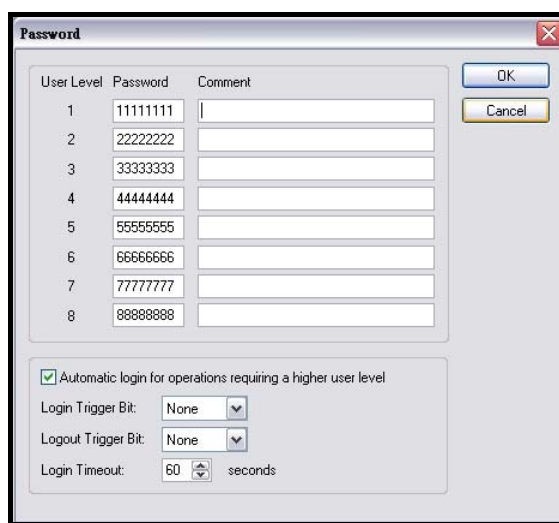 Password
User Level Password Comment
1 11111111
2 22222222
3 33333333
4 44444444
5 55555555
6 66666666
7 77777777
8 88888888
OK
Cancel
Automatic login for operations requiring a higher user level
Login Trigger Bit: None
Logout Trigger Bit: None
Login Timeout: 60 seconds